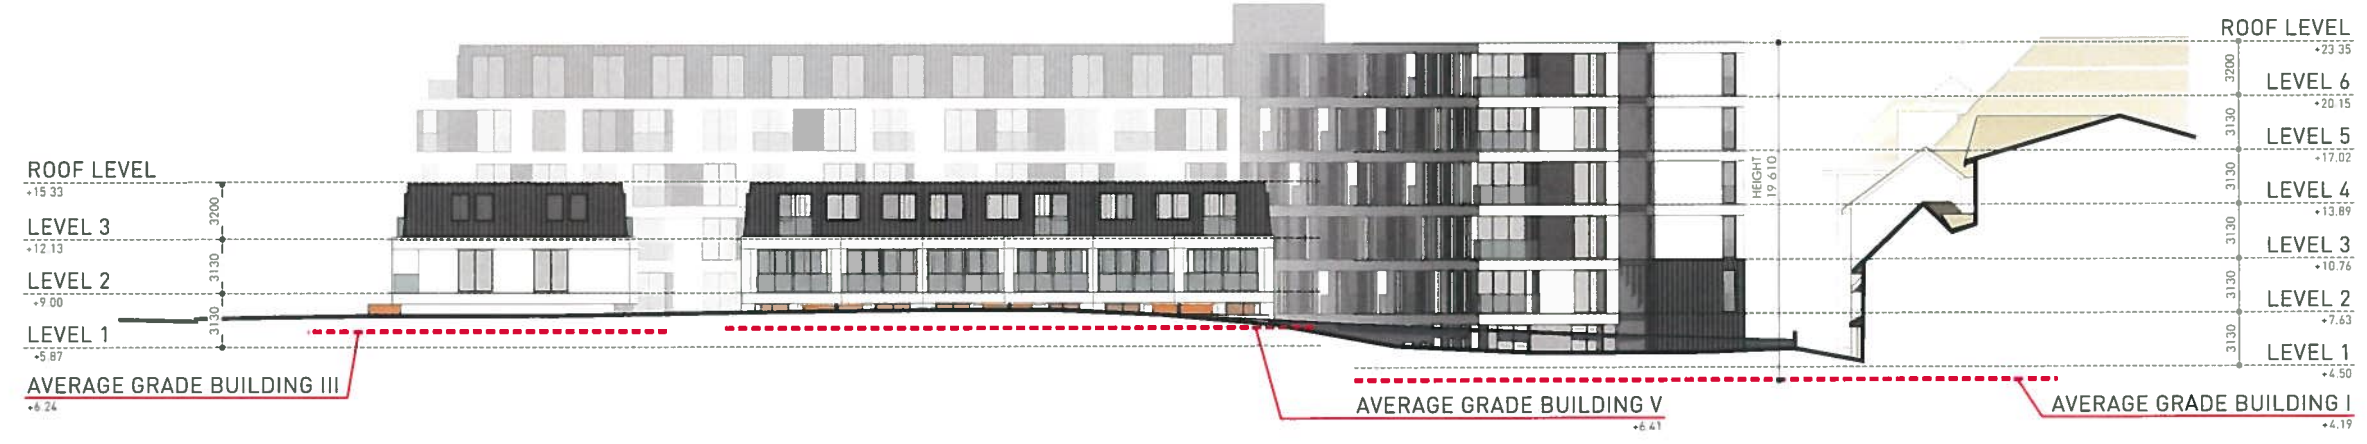 ROOF LEVEL
+15 33
3200
LEVEL 3
+12.13
3130
LEVEL 2
+9 00
3130
LEVEL 1
+5.87
AVERAGE GRADE BUILDING III
+6.24
HEIGHT
19 610
AVERAGE GRADE BUILDING V
+6.41
ROOF LEVEL
+23 35
3200
LEVEL 6
+20.15
3130
LEVEL 5
+17.02
3130
LEVEL 4
+13.89
3130
LEVEL 3
+10.76
3130
LEVEL 2
+7.63
3130
LEVEL 1
+4.50
AVERAGE GRADE BUILDING I
+4.19